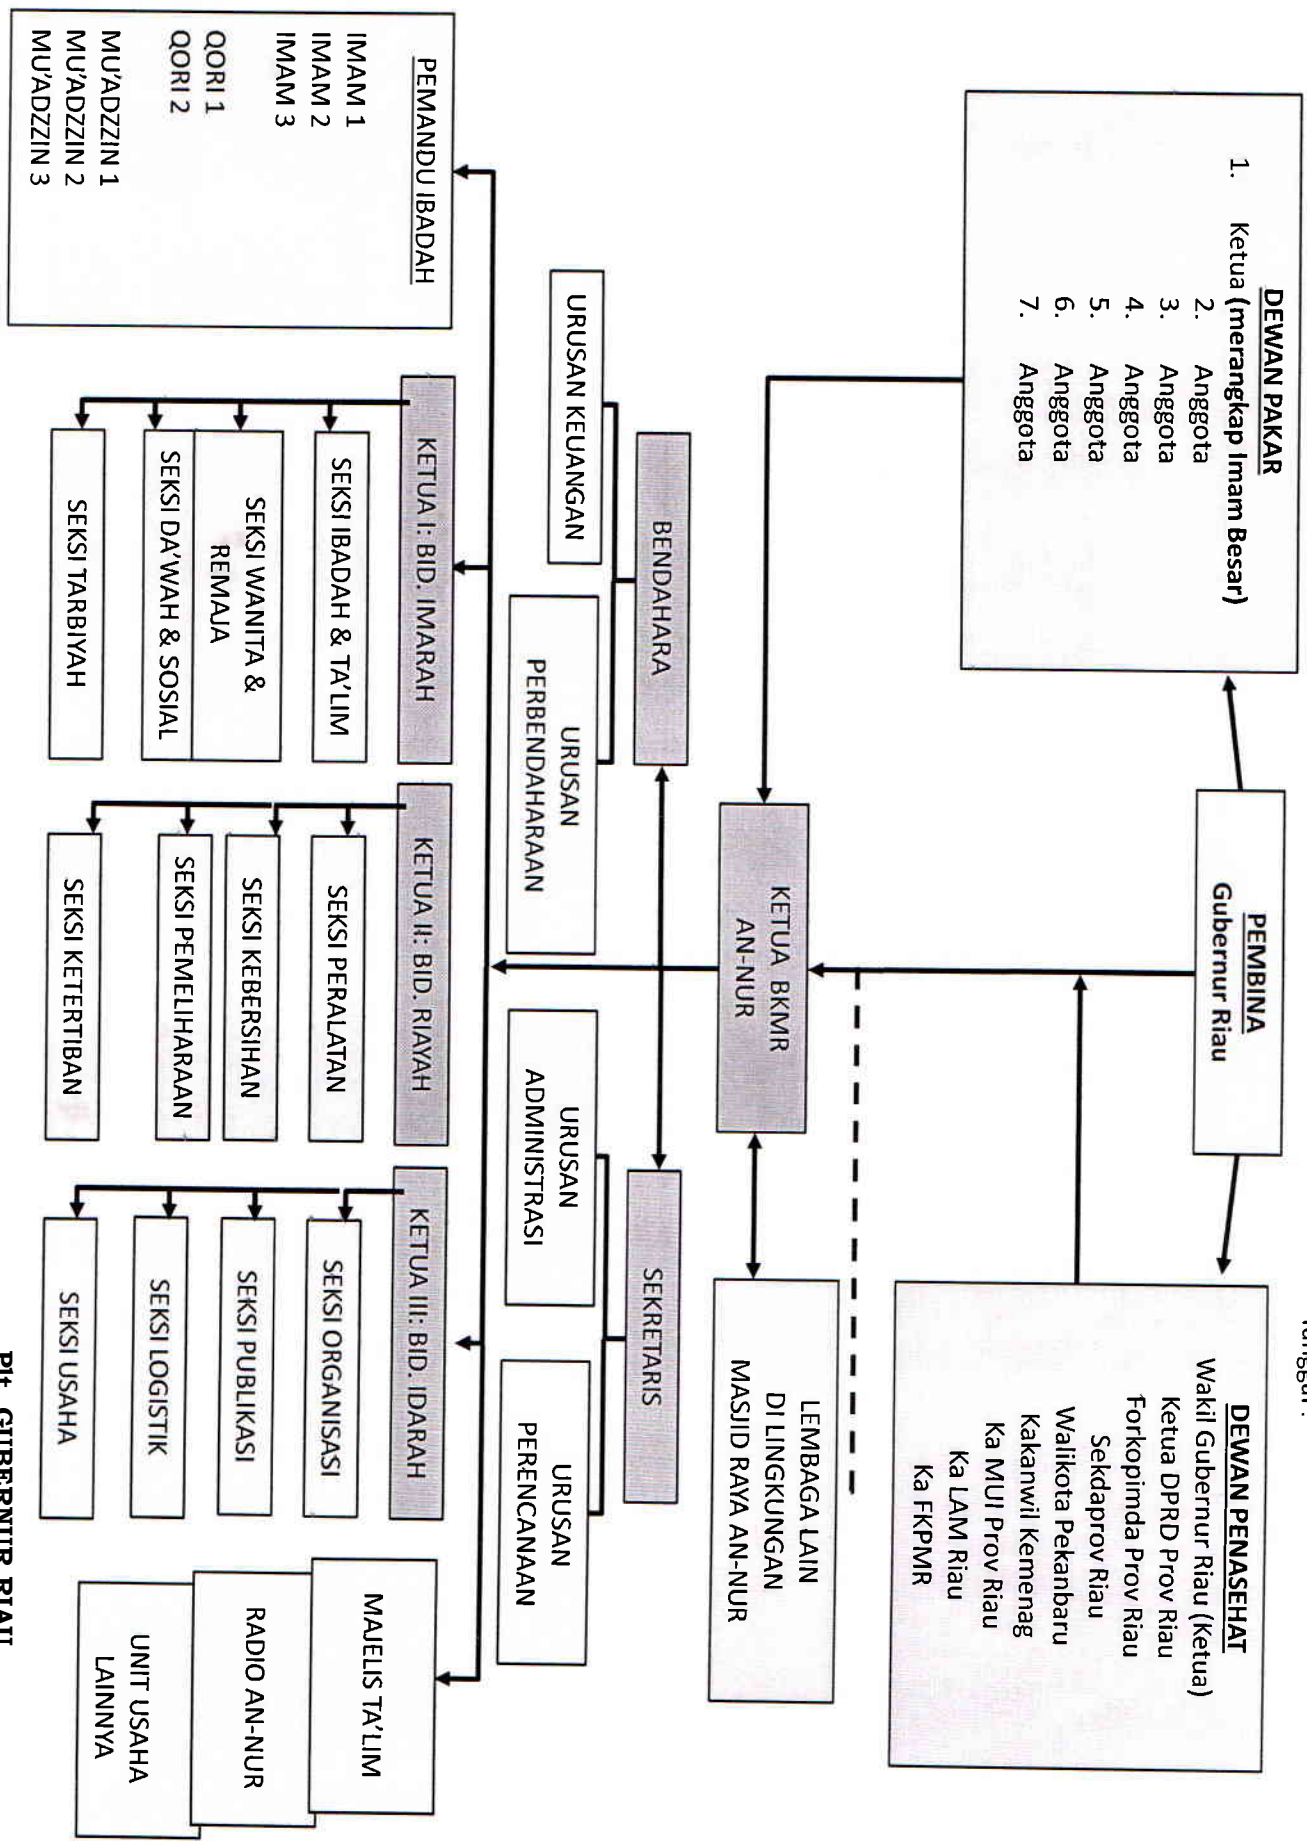 Tanggal :
DEWAN PAKAR
1. Ketua (merangkap Imam Besar)
2. Anggota
3. Anggota
4. Anggota
5. Anggota
6. Anggota
7. Anggota
PEMBINA
Gubernur Riau
DEWAN PENASEHAT
Wakil Gubernur Riau (Ketua)
Ketua DPRD Prov Riau
Forkopimda Prov Riau
Sekdaprov Riau
Walikota Pekanbaru
Kakanwil Kemenag
Ka MUI Prov Riau
Ka LAM Riau
Ka FKPMR
KETUA BKMR
AN-NUR
LEMBAGA LAIN
DI LINGKUNGAN
MASJID RAYA AN-NUR
BENDAHARA
SEKRETARIS
URUSAN KEUANGAN
URUSAN
PERBENDAHARAAN
URUSAN
ADMINISTRASI
URUSAN
PERENCANAAN
PEMANDU IBADAH
IMAM 1
IMAM 2
IMAM 3
QORI 1
QORI 2
MU'ADZZIN 1
MU'ADZZIN 2
MU'ADZZIN 3
KETUA I: BID. IMARAH
SEKSI IBADAH & TA'LIM
SEKSI WANITA &
REMAJA
SEKSI DA'WAH & SOSIAL
SEKSI TARBIYAH
KETUA II: BID. RIAYAH
SEKSI PERALATAN
SEKSI KEBERSIHAN
SEKSI PEMELIHARAAN
SEKSI KETERTIBAN
KETUA III: BID. IDARAH
SEKSI ORGANISASI
SEKSI PUBLIKASI
SEKSI LOGISTIK
SEKSI USAHA
MAJELIS TA'LIM
RADIO AN-NUR
UNIT USAHA
LAINNYA
Plt. GUBERNUR RIAU